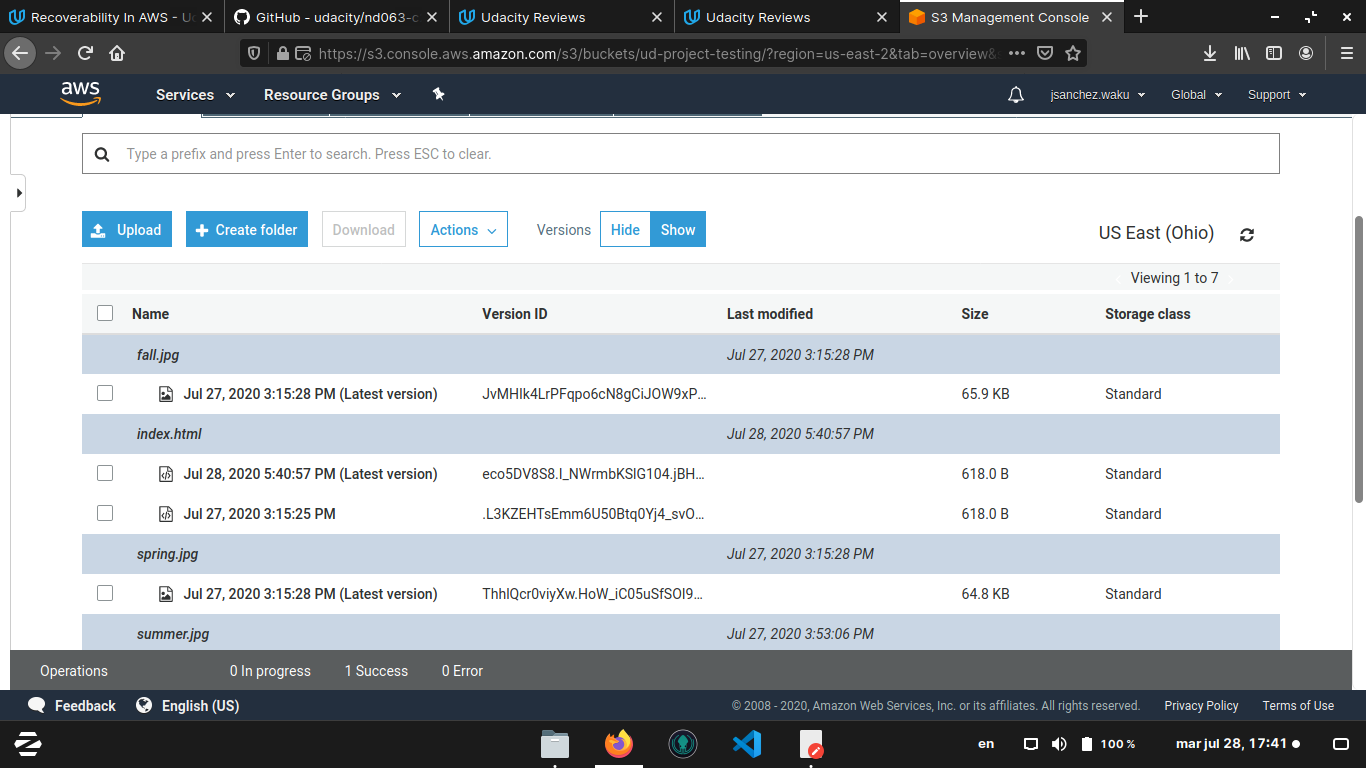 Recoverability In AWS - U
GitHub - udacity/nd063-c
Udacity Reviews
Udacity Reviews
S3 Management Console
https://s3.console.aws.amazon.com/s3/buckets/ud-project-testing/?region=us-east-2&tab=overview&
aws
Services
Resource Groups
jsanchez.waku
Global
Support
Type a prefix and press Enter to search. Press ESC to clear.
Upload
Create folder
Download
Actions
Versions
Hide
Show
US East (Ohio)
Viewing 1 to 7
Name Version ID Last modified Size Storage class
fall.jpg Jul 27, 2020 3:15:28 PM
Jul 27, 2020 3:15:28 PM (Latest version) JvMHIk4LrPFqpo6cN8gCiJOW9xP... 65.9 KB Standard
index.html Jul 28, 2020 5:40:57 PM
Jul 28, 2020 5:40:57 PM (Latest version) eco5DV8S8.l_NWrmbKSlG104.jBH... 618.0 B Standard
Jul 27, 2020 3:15:25 PM .L3KZEHTsEmm6U50Btq0Yj4_svO... 618.0 B Standard
spring.jpg Jul 27, 2020 3:15:28 PM
Jul 27, 2020 3:15:28 PM (Latest version) ThhlQcr0viyXw.HoW_iC05uSfSOI9... 64.8 KB Standard
summer.jpg Jul 27, 2020 3:53:06 PM
Operations 0 In progress 1 Success 0 Error
Feedback English (US) © 2008 - 2020, Amazon Web Services, Inc. or its affiliates. All rights reserved. Privacy Policy Terms of Use
en 100 % mar jul 28, 17:41